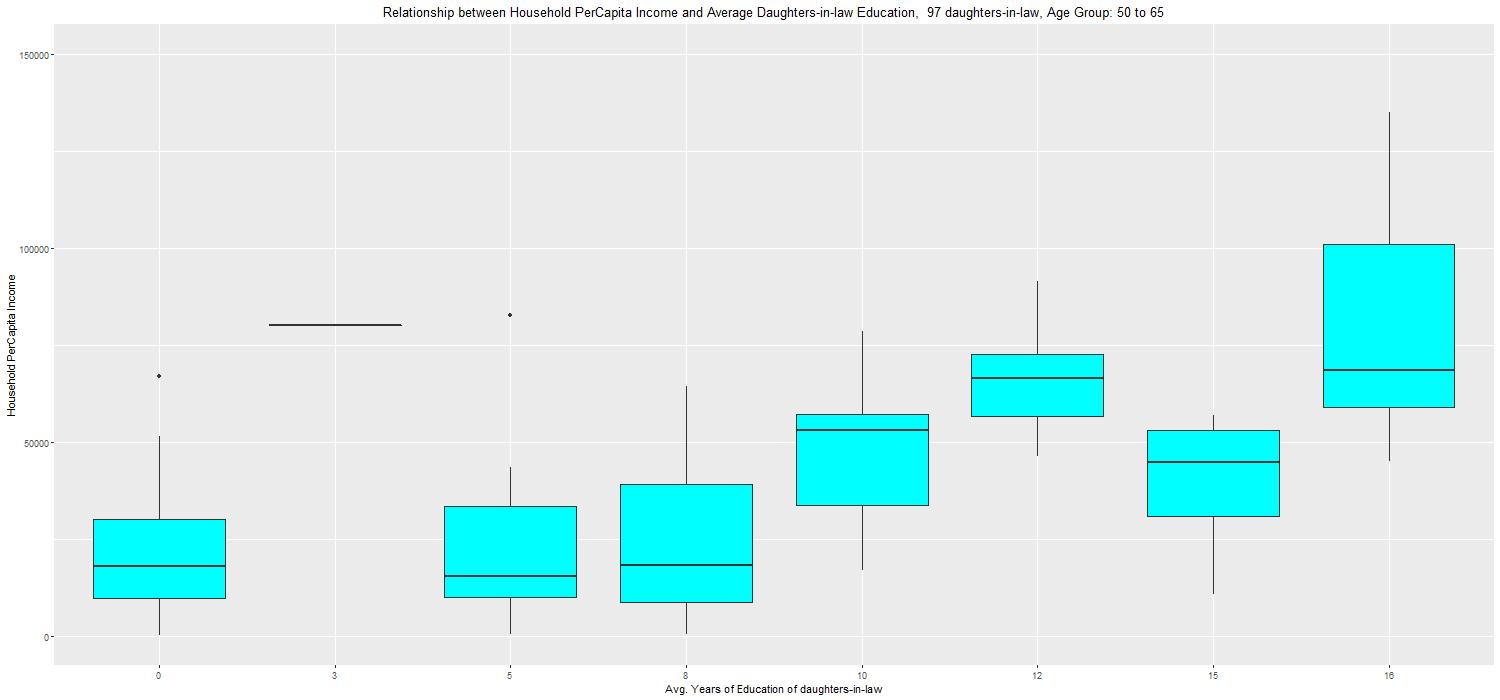 Relationship between Household PerCapita Income and Average Daughters-in-law Education,  97 daughters-in-law, Age Group: 50 to 65
150000
100000
50000
0
Household PerCapita Income
0 3 5 8 10 12 15 16
Avg. Years of Education of daughters-in-law